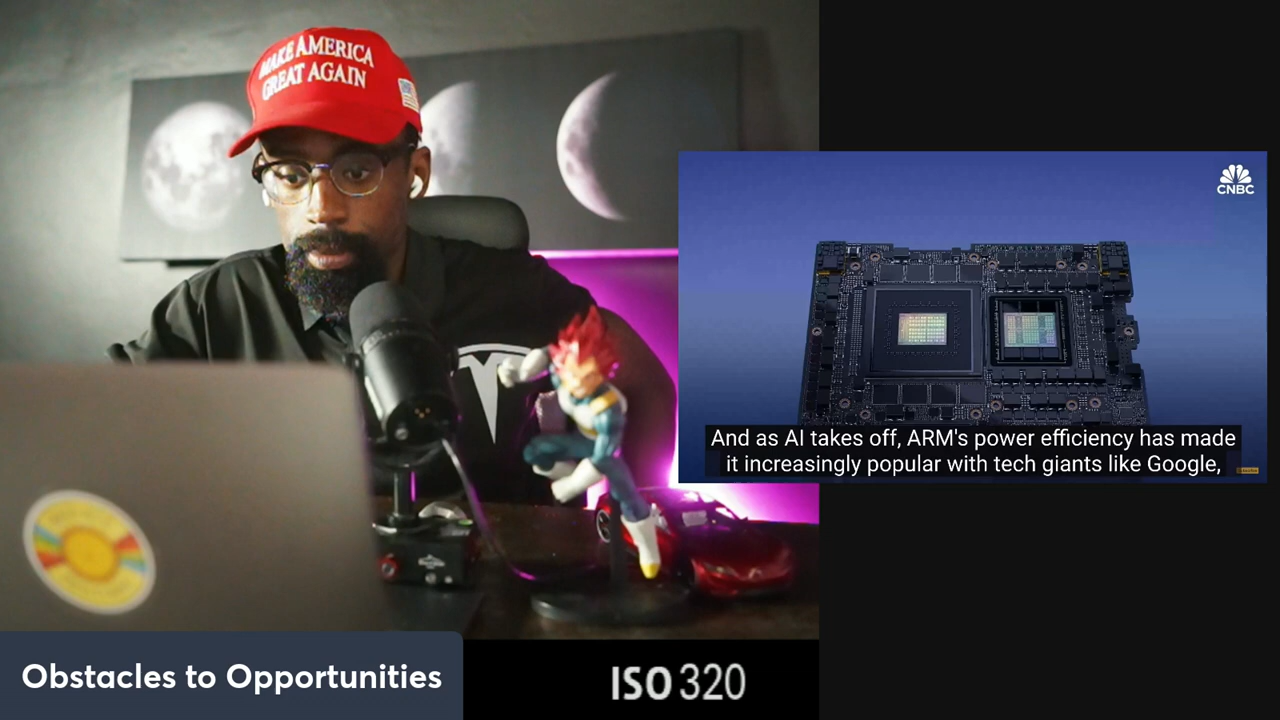 MAKE AMERICA
GREAT AGAIN
CNBC
And as AI takes off, ARM's power efficiency has made
it increasingly popular with tech giants like Google,
Obstacles to Opportunities
ISO 320